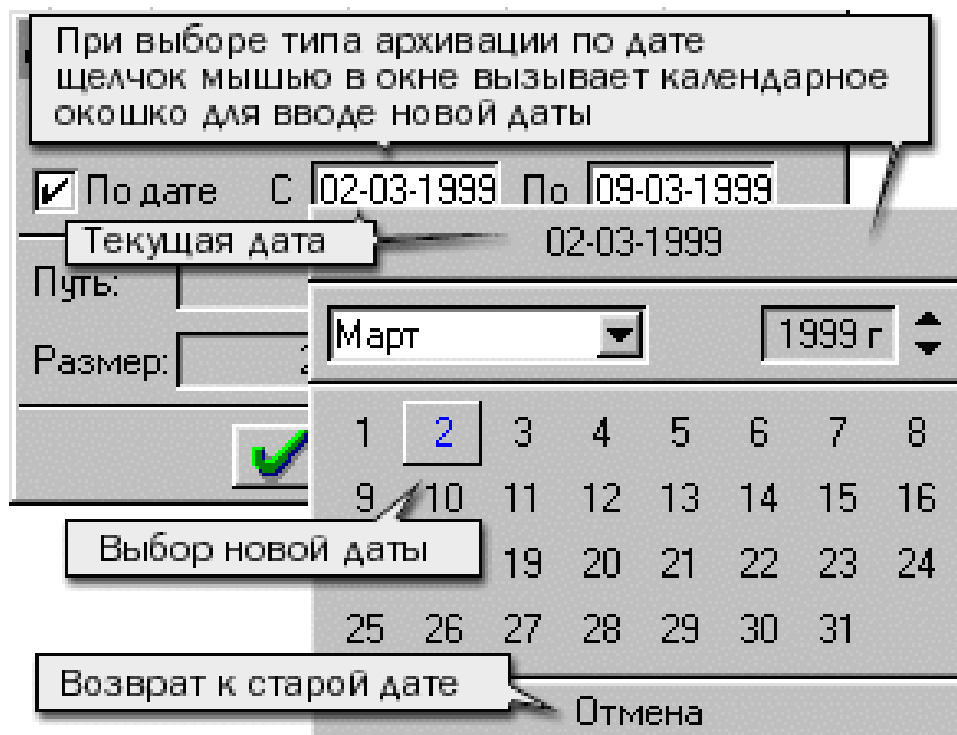 При выборе типа архивации по дате
щелчок мышью в окне вызывает календарное
окошко для вводе новой даты
По дате С 02-03-1999 По 09-03-1999
Текущая дата
02-03-1999
Путь:
Март 1999 г
Размер:
1 2 3 4 5 6 7 8
9 10 11 12 13 14 15 16
Выбор новой даты
19 20 21 22 23 24
25 26 27 28 29 30 31
Возврат к старой дате
Отмена